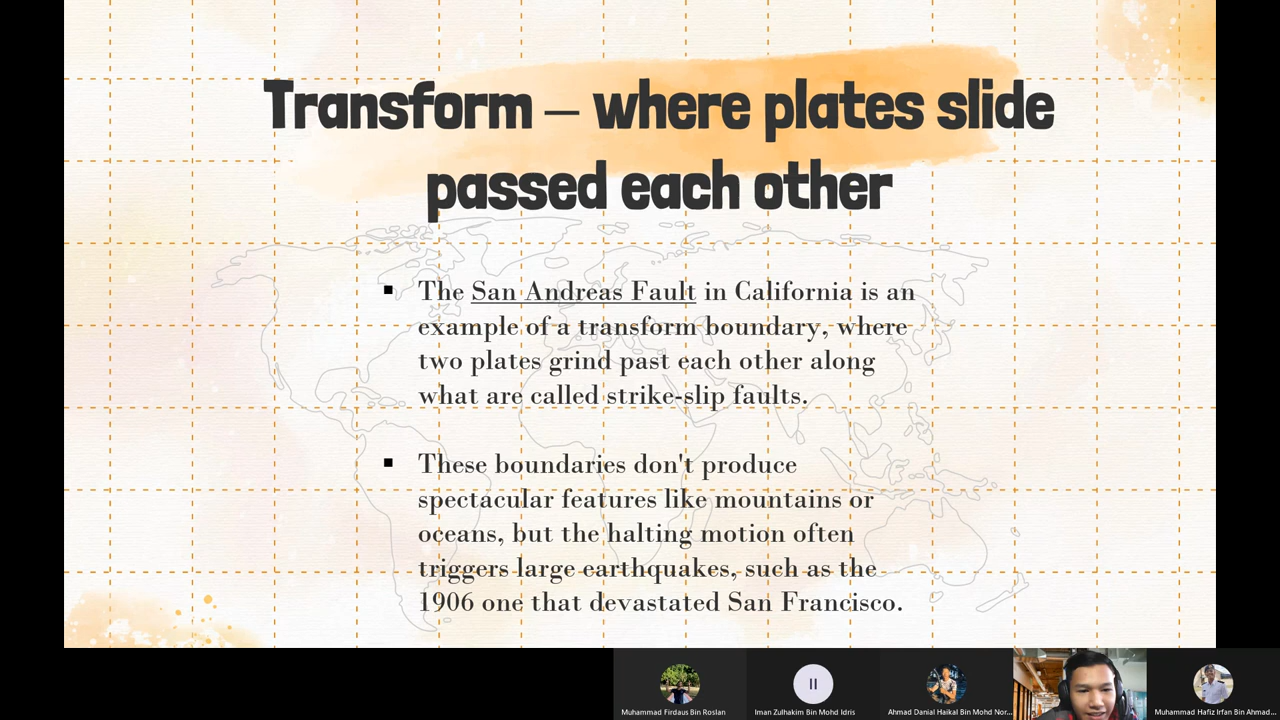 Transform – where plates slide
passed each other
▪ The San Andreas Fault in California is an
example of a transform boundary, where
two plates grind past each other along
what are called strike-slip faults.
▪ These boundaries don't produce
spectacular features like mountains or
oceans, but the halting motion often
triggers large earthquakes, such as the
1906 one that devastated San Francisco.
II
Muhammad Firdaus Bin Roslan
Iman Zulhakim Bin Mohd Idris
Ahmad Danial Haikal Bin Mohd Nor...
Muhammad Hafiz Irfan Bin Ahmad...